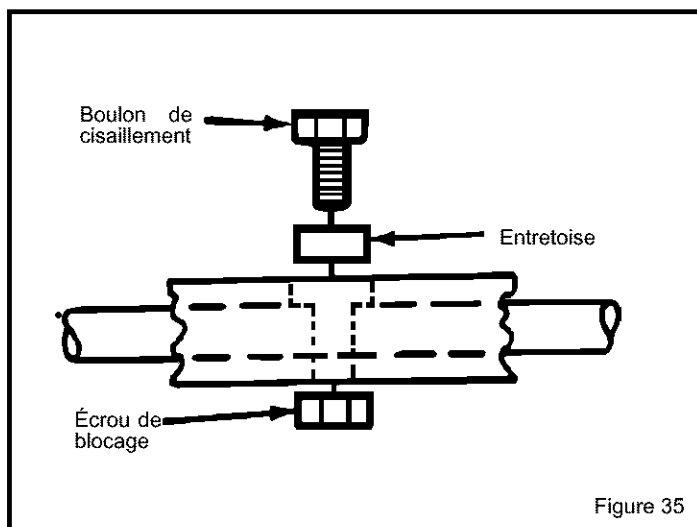 Boulon de
cisaillement
Entretoise
Écrou de
blocage
Figure 35